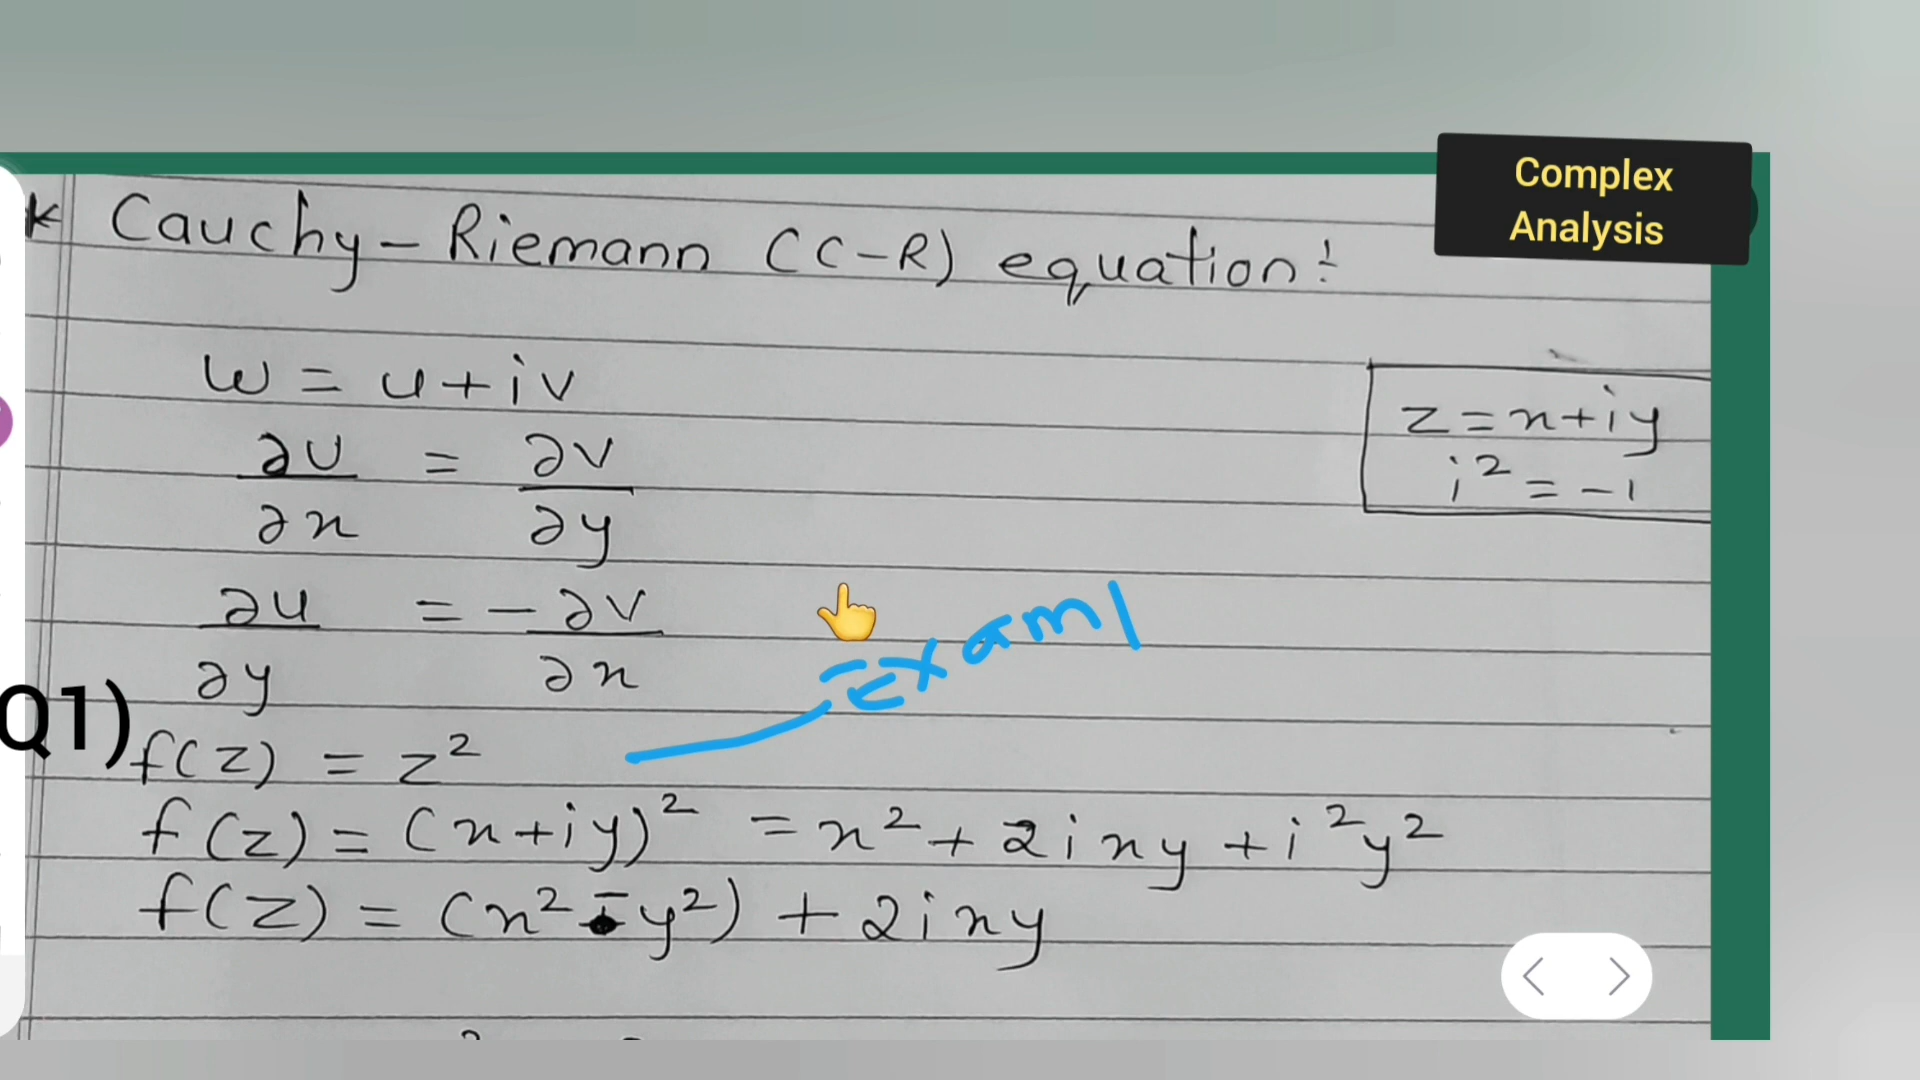 Complex
Analysis
* Cauchy-Riemann (C-R) equation:
w = u+iv
z = x+iy
i² = -1
∂u/∂x = ∂v/∂y
∂u/∂y = -∂v/∂x
Examl
Q1) f(z) = z²
f(z) = (x+iy)² = x² + 2ixy + i²y²
f(z) = (x² - y²) + 2ixy